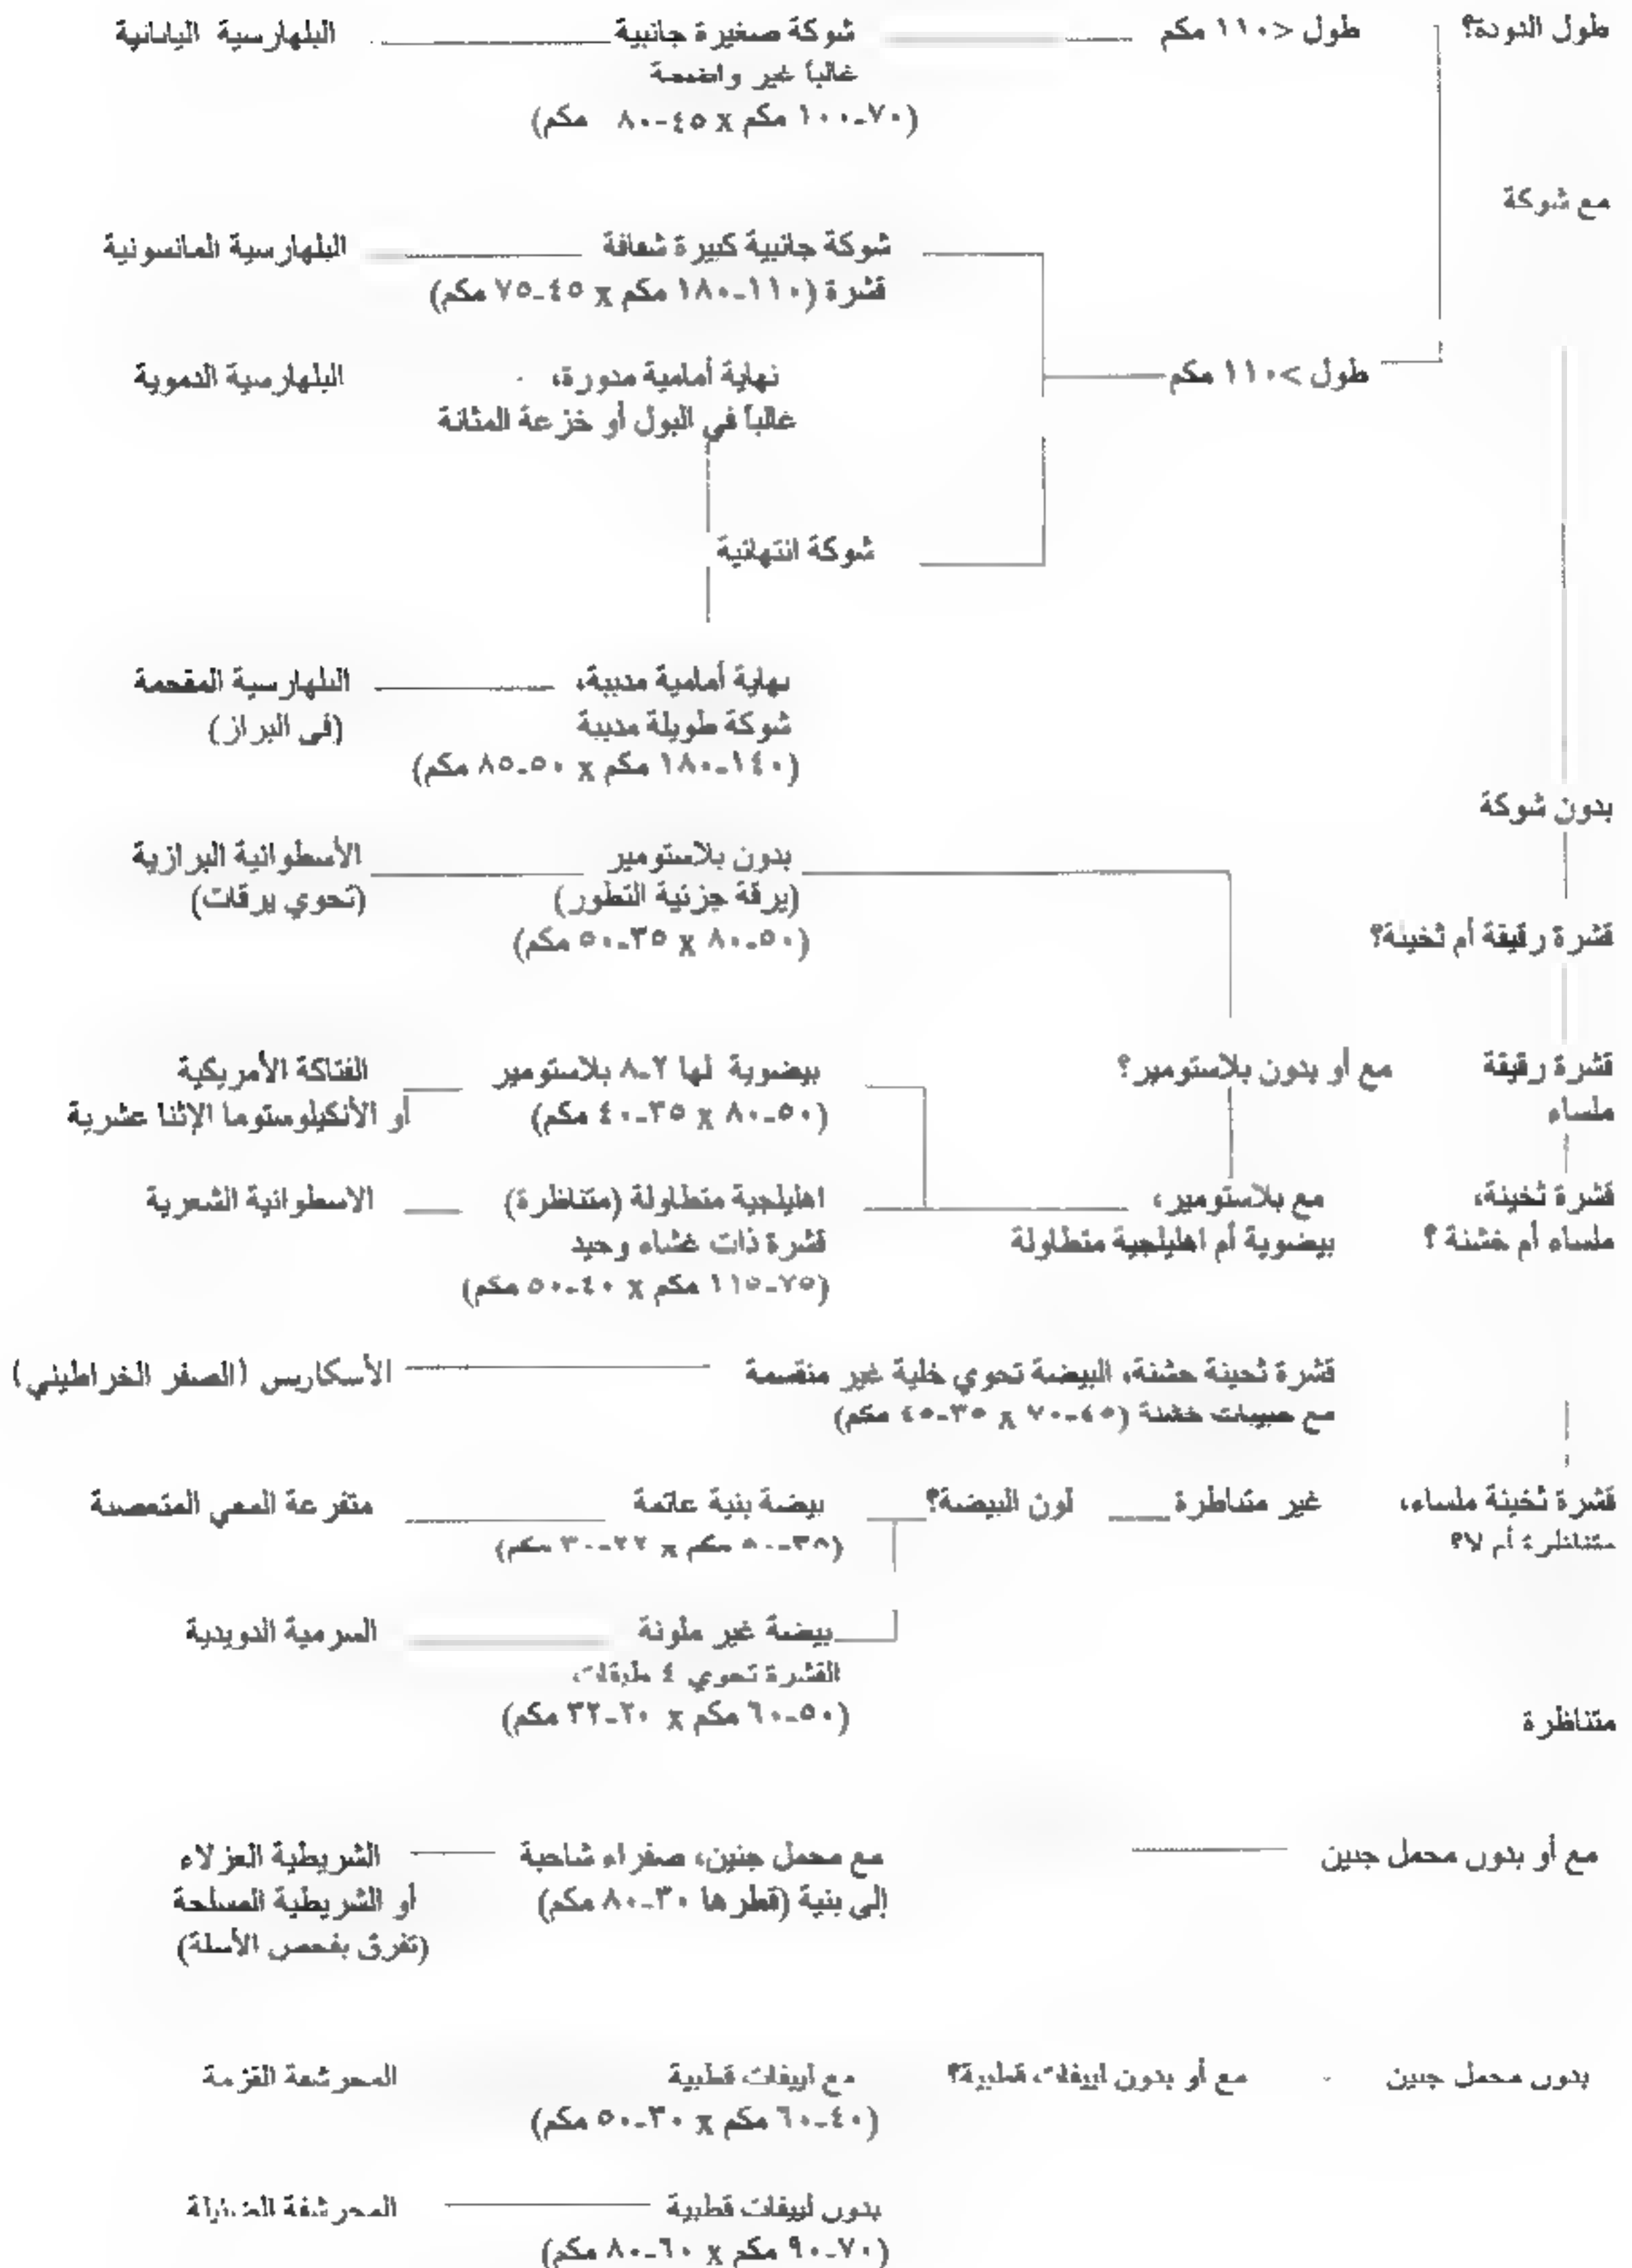 طول الدودة؟ طول <١١٠ مكم شوكة صغيرة جانبية البلهارسية اليابانية
غالباً غير واضحة
(٧٠-١٠٠ مكم x ٤٥-٨٠ مكم)
مع شوكة
شوكة جانبية كبيرة شفافة البلهارسية المانسونية
قشرة (١١٠-١٨٠ مكم x ٤٥-٧٥ مكم)
طول >١١٠ مكم نهاية أمامية مدورة، البلهارسية الدموية
غالباً في البول أو خزعة المثانة
شوكة انتهائية
نهاية أمامية مدببة، البلهارسية المقحمة
شوكة طويلة مدببة (في البراز)
(١٤٠-١٨٠ مكم x ٥٠-٨٥ مكم)
بدون شوكة
بدون بلاستومير الأسطوانية البرازية
(يرقة جزئية التطور) (تحوي يرقات)
قشرة رقيقة أم ثخينة؟ (٥٠-٨٠ x ٣٥-٥٠ مكم)
قشرة رقيقة مع أو بدون بلاستومير؟ بيضوية لها ٢-٨ بلاستومير الفتاكة الأمريكية
ملساء (٥٠-٨٠ x ٣٥-٤٠ مكم) أو الأنكيلوستوما الإثنا عشرية
قشرة ثخينة، مع بلاستومير، اهليلجية متطاولة (متناظرة) الاسطوانية الشعرية
ملساء أم خشنة ؟ بيضوية أم اهليلجية متطاولة قشرة ذات غشاء وحيد
(٧٥-١١٥ مكم x ٤٠-٥٠ مكم)
قشرة ثخينة خشنة، البيضة تحوي خلية غير منقسمة الأسكاريس (الصفر الخراطيني)
مع حبيبات خشنة (٤٥-٧٠ x ٣٥-٤٥ مكم)
قشرة ثخينة ملساء، غير متناظرة لون البيضة؟ بيضة بنية عاتمة متفرعة المعي المتعصبة
متناظرة أم لا؟ (٣٥-٥٠ مكم x ٢٢-٣٠ مكم)
بيضة غير ملونة السرمية الدويدية
القشرة تحوي ٤ طبقات
(٥٠-٦٠ مكم x ٢٠-٣٢ مكم)
متناظرة
مع أو بدون محمل جنين مع محمل جنين، صفراء شاحبة الشريطية العزلاء
إلى بنية (قطرها ٣٠-٨٠ مكم) أو الشريطية المسلحة
(تفرق بفحص الأسلة)
بدون محمل جنين مع أو بدون لييفات قطبية؟ مع لييفات قطبية المحرشفة القزمة
(٤٠-٦٠ مكم x ٣٠-٥٠ مكم)
بدون لييفات قطبية المحرشفة الضئيلة
(٧٠-٩٠ مكم x ٦٠-٨٠ مكم)